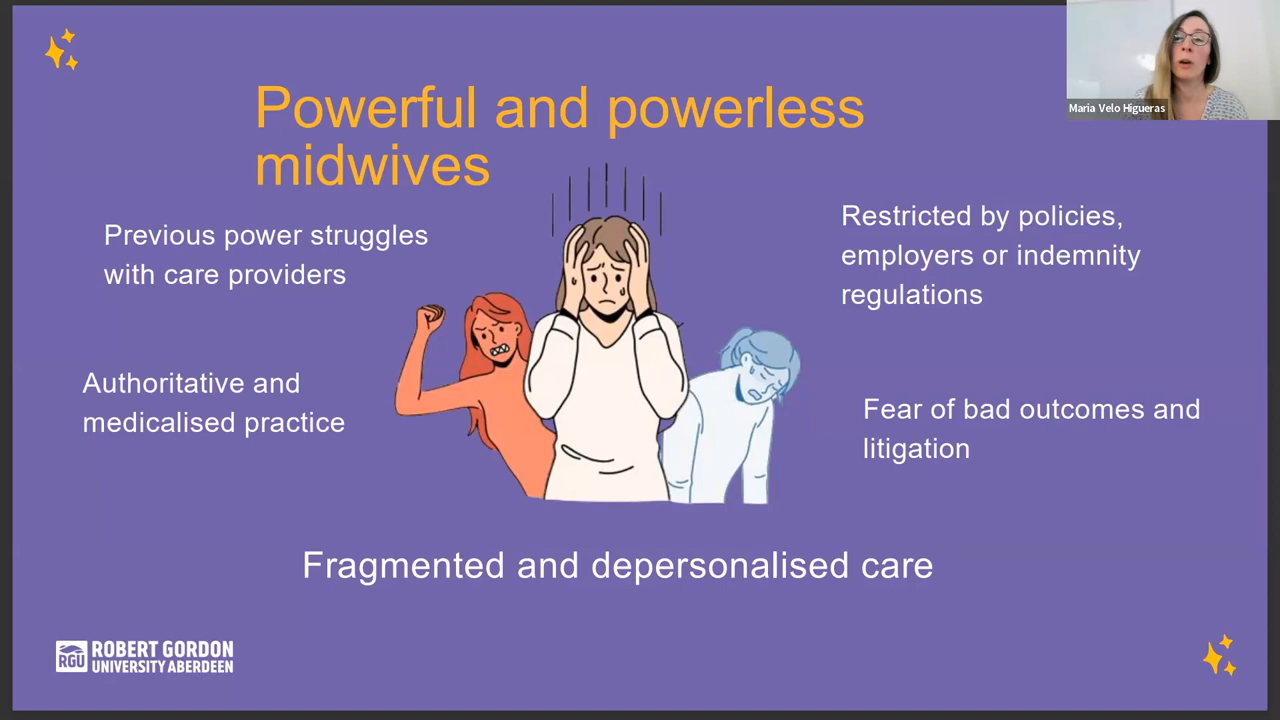 Maria Velo Higueras
Powerful and powerless
midwives
Previous power struggles
with care providers
Restricted by policies,
employers or indemnity
regulations
Authoritative and
medicalised practice
Fear of bad outcomes and
litigation
Fragmented and depersonalised care
RGU
ROBERT GORDON
UNIVERSITY ABERDEEN